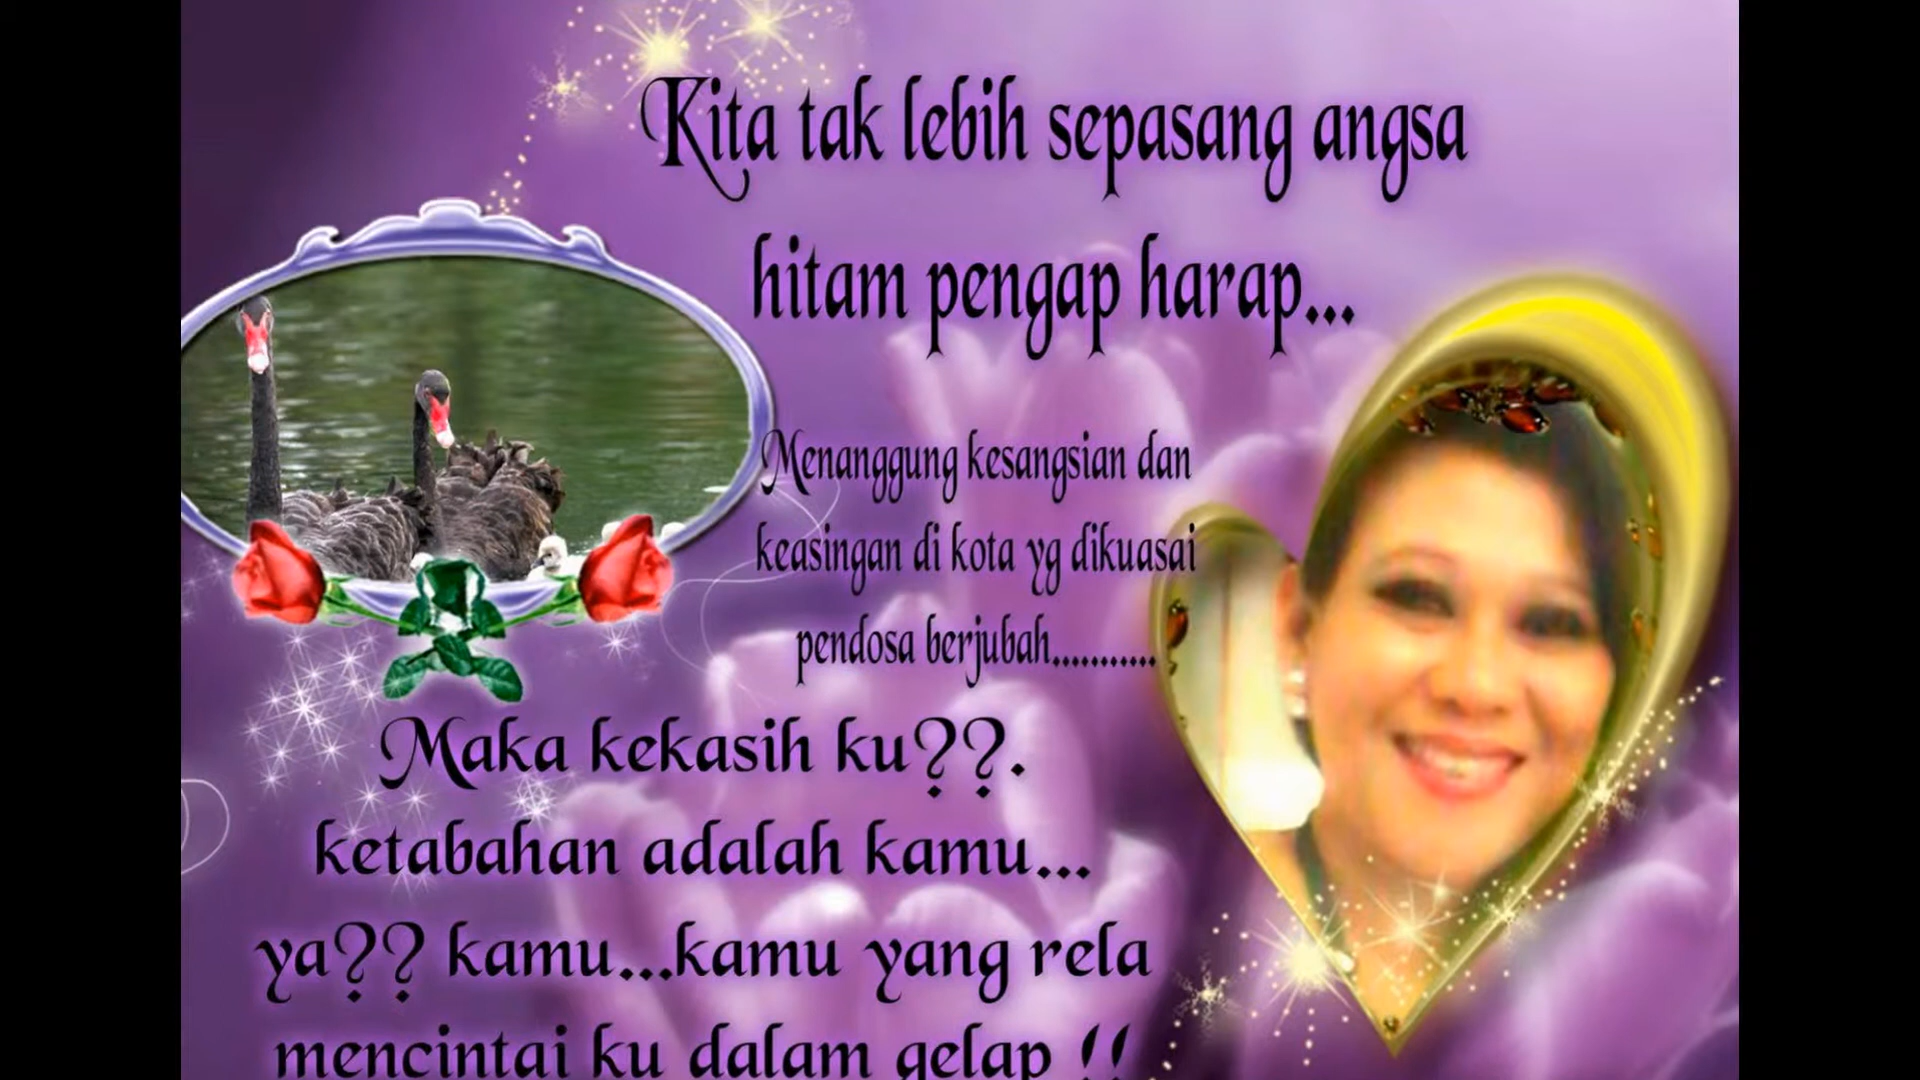 Kita tak lebih sepasang angsa
hitam pengap harap...
Menanggung kesangsian dan
keasingan di kota yg dikuasai
pendosa berjubah...........
Maka kekasih ku??.
ketabahan adalah kamu...
ya?? kamu...kamu yang rela
mencintai ku dalam gelap !!